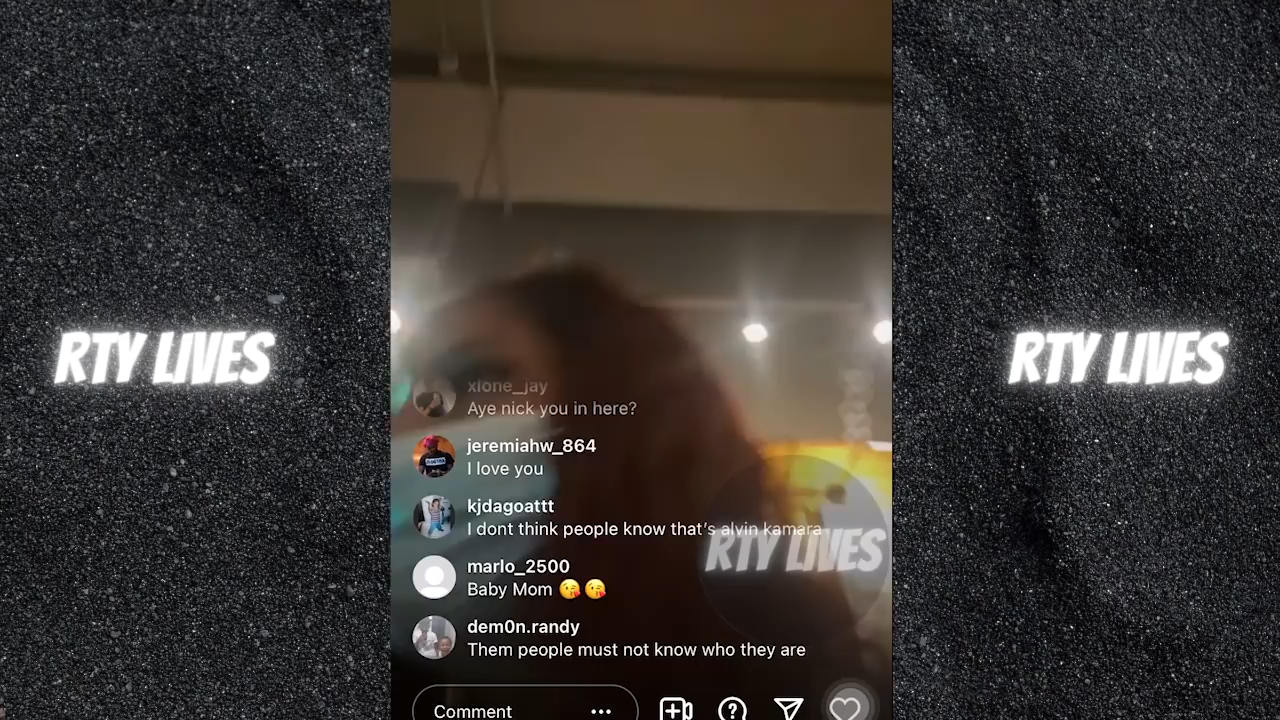 RTY LIVES
RTY LIVES
xlone_jay
Aye nick you in here?
jeremiahw_864
I love you
kjdagoattt
I dont think people know that's alvin kamara
RTY LIVES
marlo_2500
Baby Mom 😘 😘
dem0n.randy
Them people must not know who they are
Comment